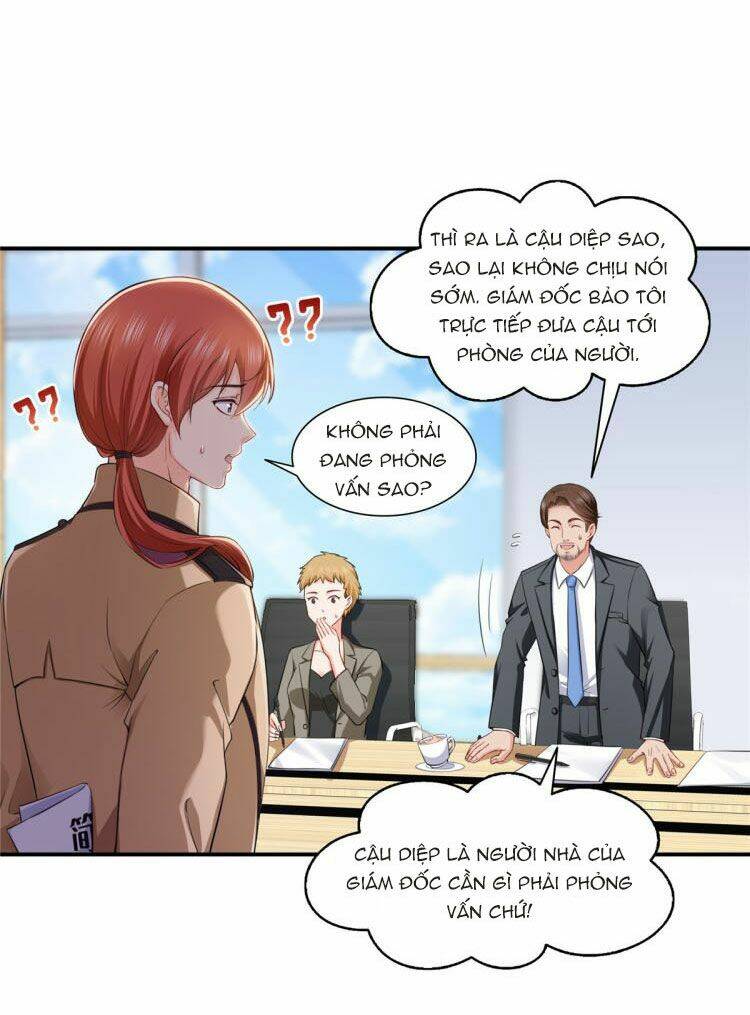 THÌ RA LÀ CẬU DIỆP SAO,
SAO LẠI KHÔNG CHỊU NÓI
SỚM. GIÁM ĐỐC BẢO TÔI
TRỰC TIẾP ĐƯA CẬU TỚI
PHÒNG CỦA NGƯỜI.
??
??
KHÔNG PHẢI
ĐANG PHỎNG
VẤN SAO?
简
CẬU DIỆP LÀ NGƯỜI NHÀ CỦA
GIÁM ĐỐC CẦN GÌ PHẢI PHỎNG
VẤN CHỨ!